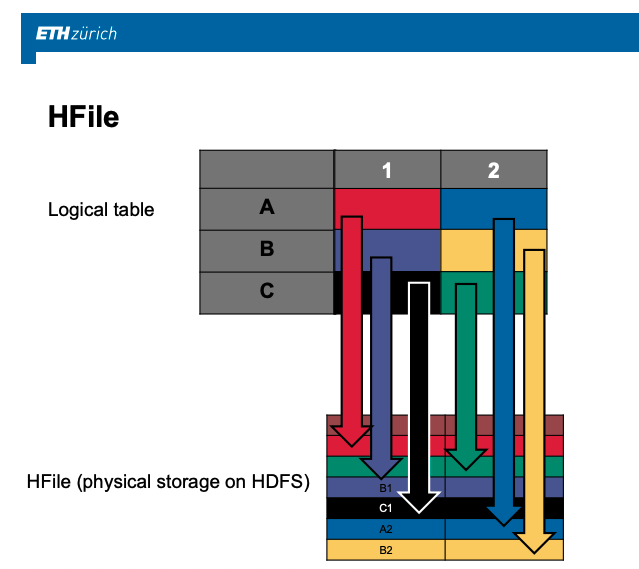 ETH zürich
HFile
1 2
Logical table A
B
C
HFile (physical storage on HDFS)
B1
C1
A2
B2